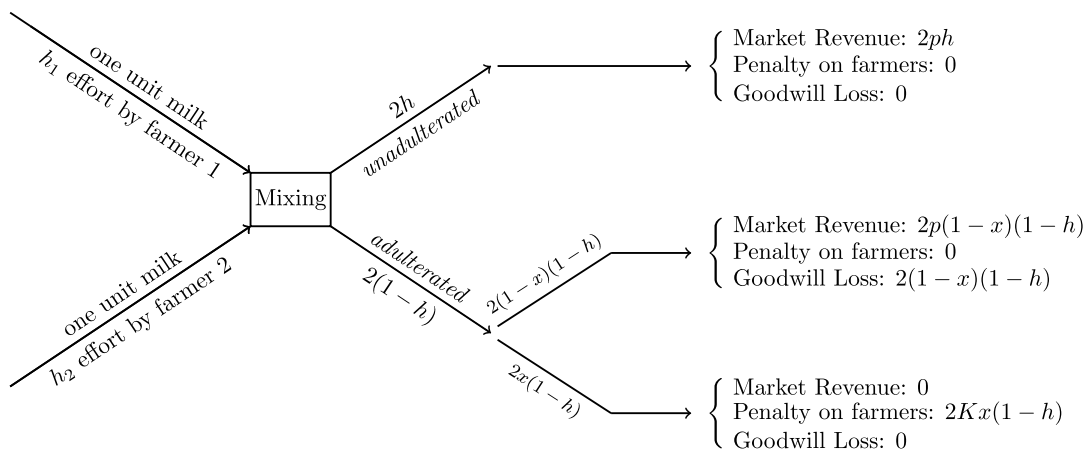 one unit milk
h₁ effort by farmer 1
one unit milk
h₂ effort by farmer 2
Mixing
2h
unadulterated
adulterated
2(1 − h)
2(1 − x)(1 − h)
2x(1 − h)
Market Revenue: 2ph
Penalty on farmers: 0
Goodwill Loss: 0
Market Revenue: 2p(1 − x)(1 − h)
Penalty on farmers: 0
Goodwill Loss: 2(1 − x)(1 − h)
Market Revenue: 0
Penalty on farmers: 2Kx(1 − h)
Goodwill Loss: 0